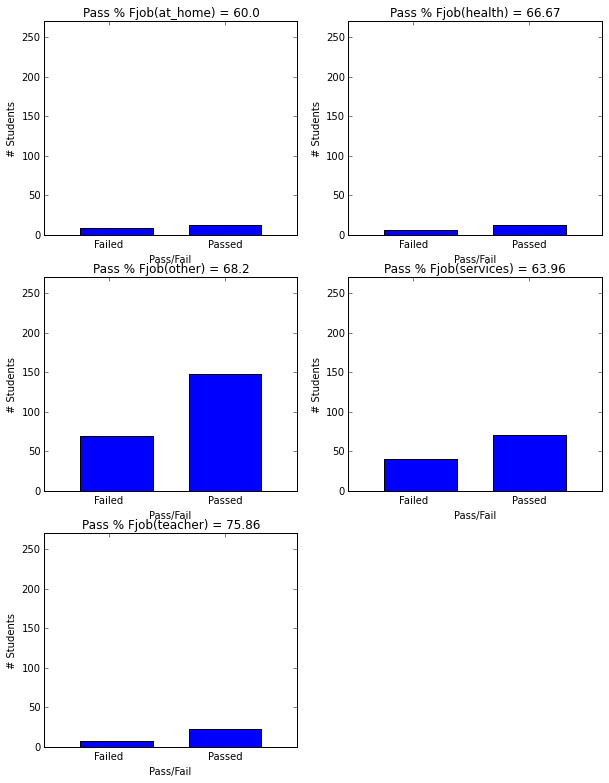 Pass % Fjob(at_home) = 60.0
250
200
150
100
50
0
# Students
Failed
Passed
Pass/Fail
Pass % Fjob(health) = 66.67
250
200
150
100
50
0
# Students
Failed
Passed
Pass/Fail
Pass % Fjob(other) = 68.2
250
200
150
100
50
0
# Students
Failed
Passed
Pass/Fail
Pass % Fjob(services) = 63.96
250
200
150
100
50
0
# Students
Failed
Passed
Pass/Fail
Pass % Fjob(teacher) = 75.86
250
200
150
100
50
0
# Students
Failed
Passed
Pass/Fail